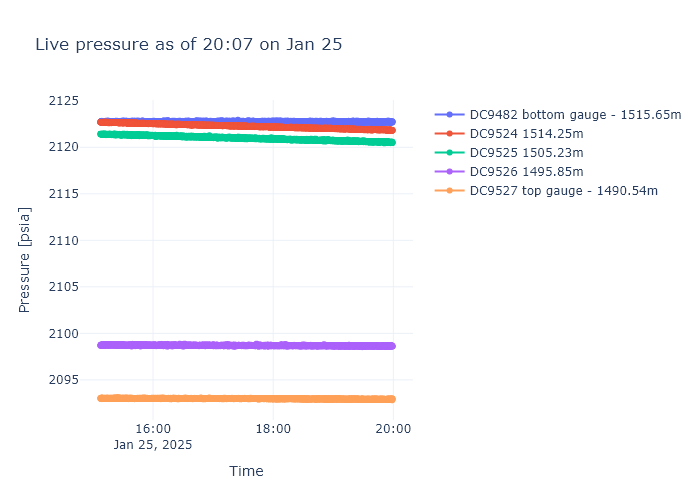 Live pressure as of 20:07 on Jan 25
2125
2120
2115
2110
2105
2100
2095
Pressure [psia]
16:00
Jan 25, 2025
18:00
20:00
Time
DC9482 bottom gauge - 1515.65m
DC9524 1514.25m
DC9525 1505.23m
DC9526 1495.85m
DC9527 top gauge - 1490.54m